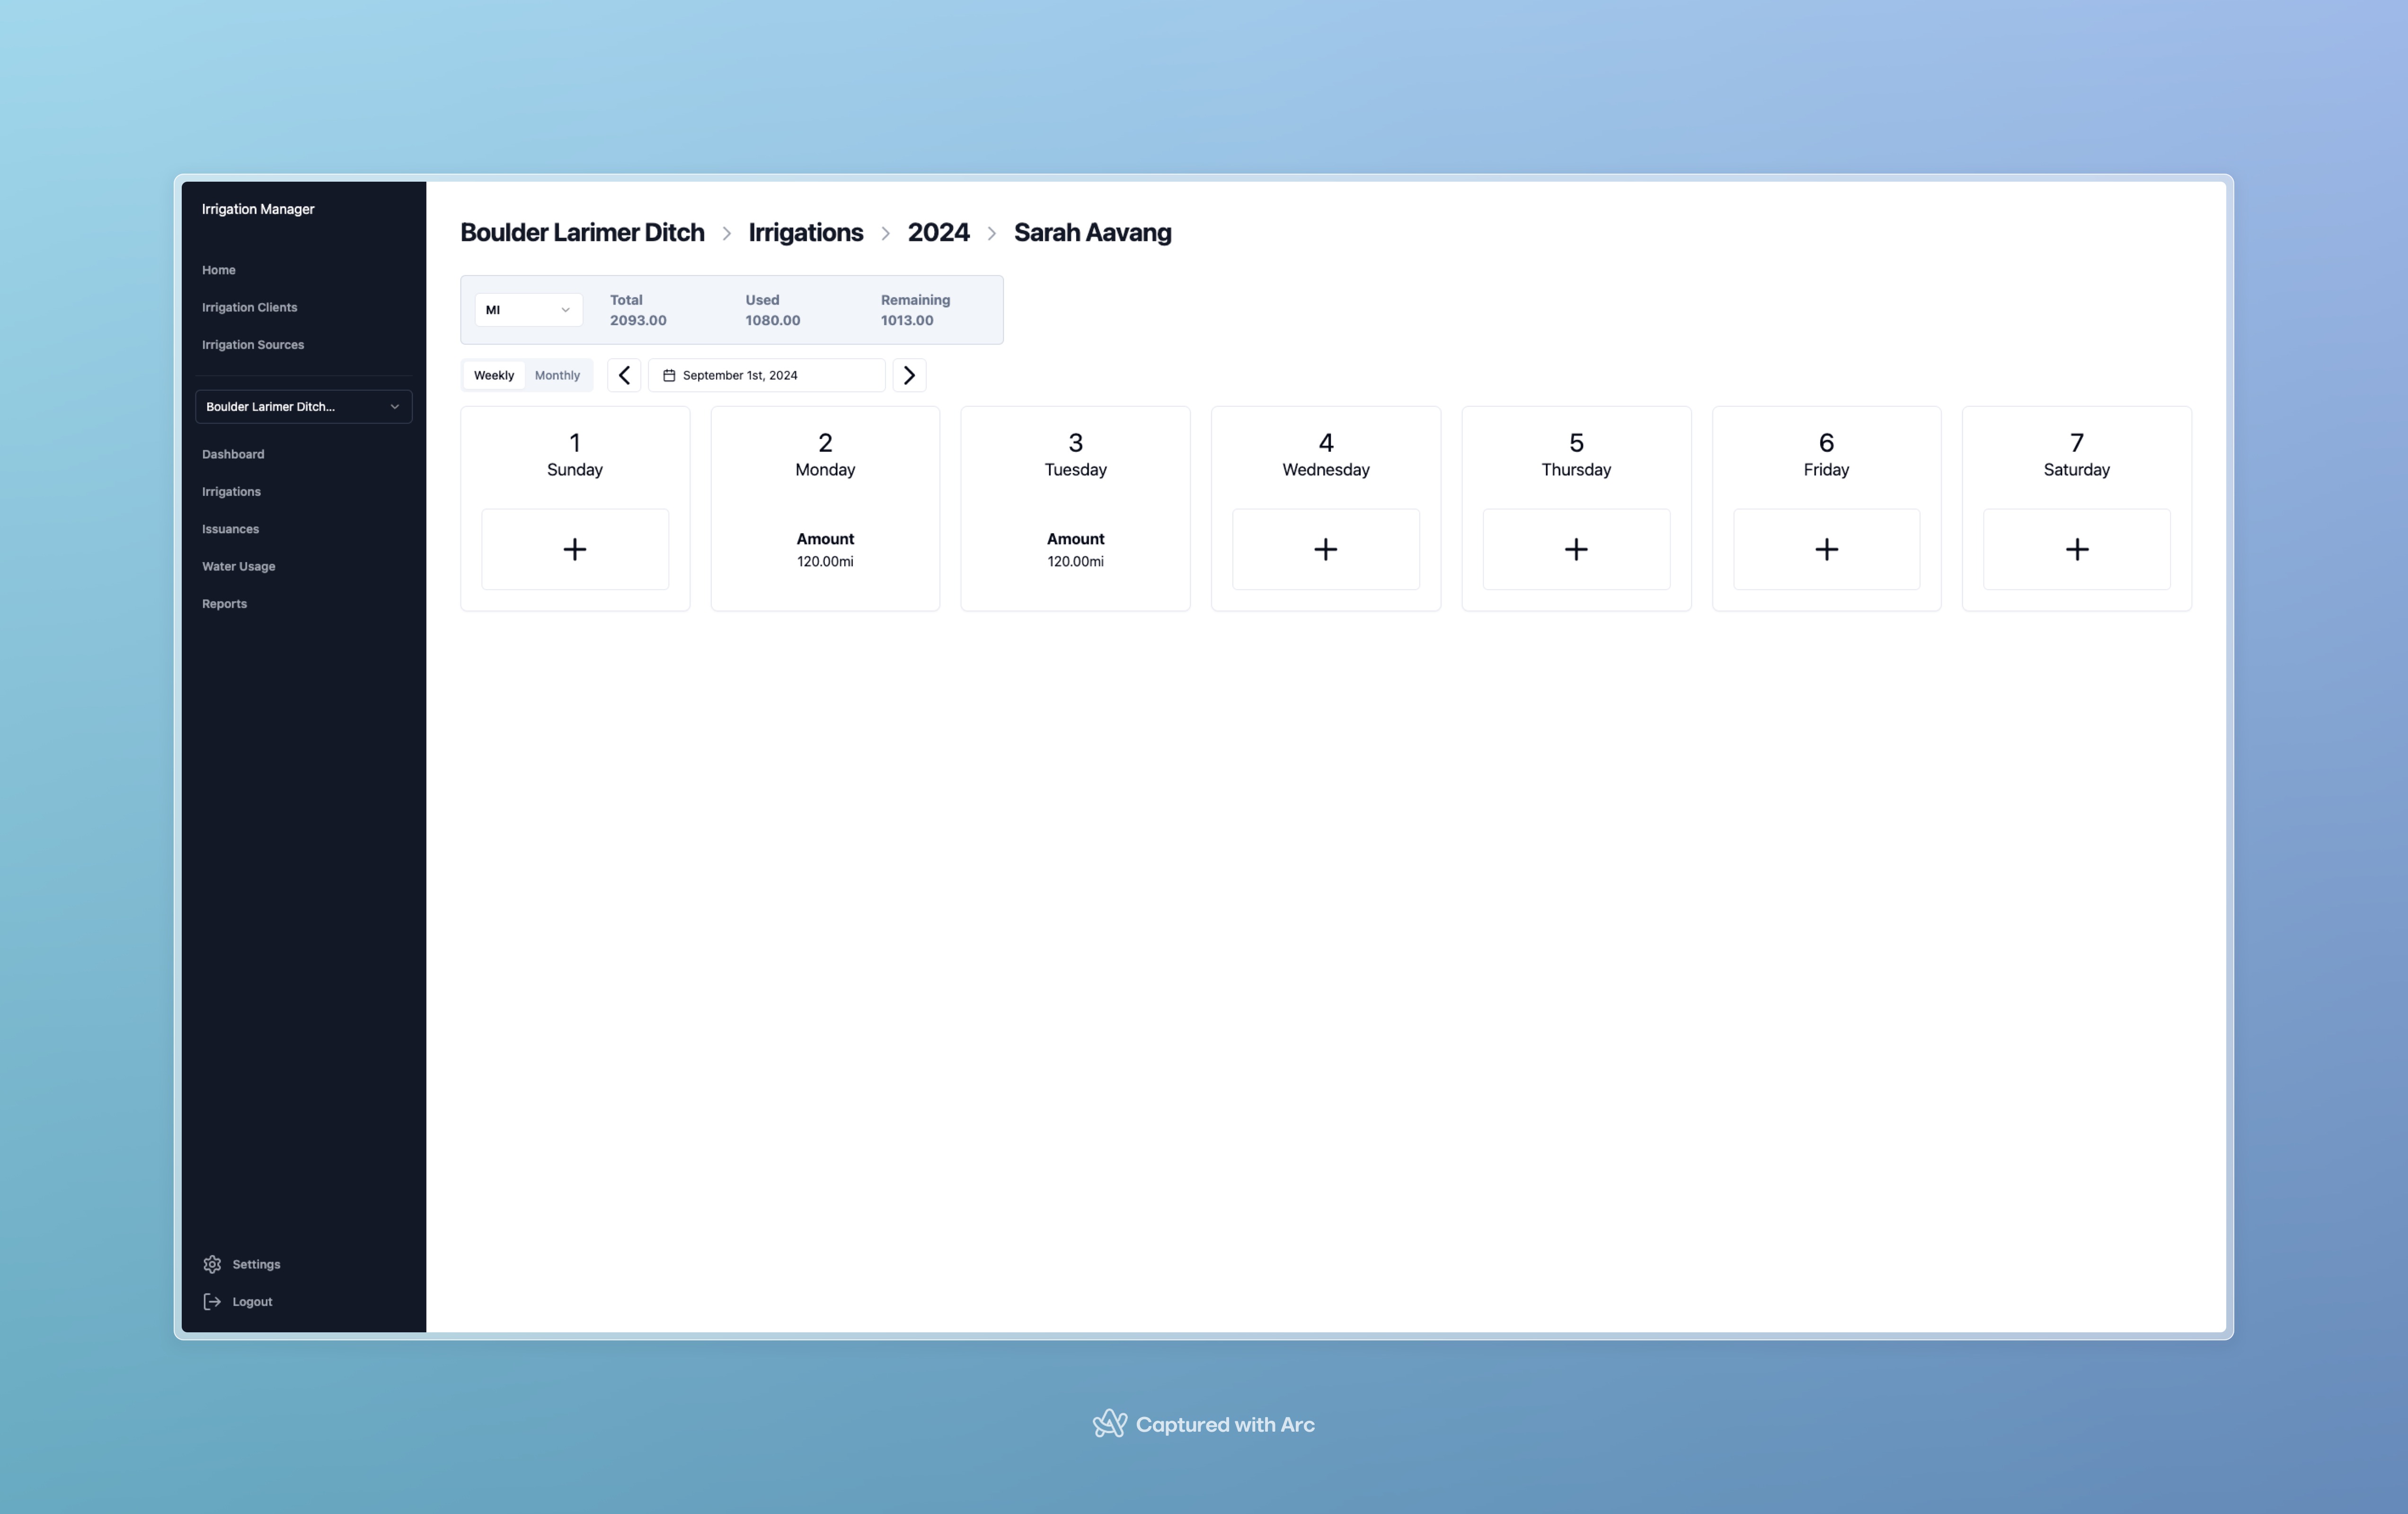 Irrigation Manager
Home
Irrigation Clients
Irrigation Sources
Boulder Larimer Ditch...
Dashboard
Irrigations
Issuances
Water Usage
Reports
Settings
Logout
Boulder Larimer Ditch > Irrigations > 2024 > Sarah Aavang
MI
Total Used Remaining
2093.00 1080.00 1013.00
Weekly Monthly September 1st, 2024
1 2 3 4 5 6 7
Sunday Monday Tuesday Wednesday Thursday Friday Saturday
Amount Amount
120.00mi 120.00mi
Captured with Arc